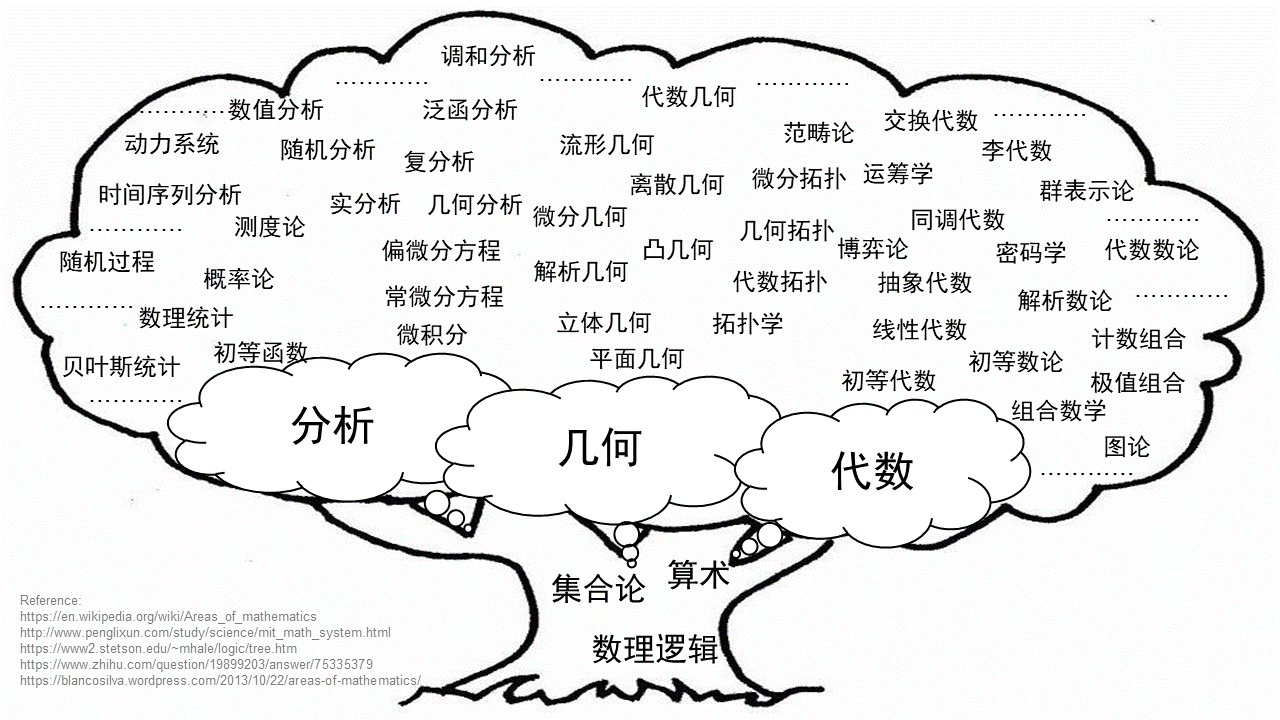 调和分析
…………
…………
…………
代数几何
…………数值分析
泛函分析
交换代数
…………
动力系统
随机分析
复分析
流形几何
范畴论
李代数
时间序列分析
实分析
几何分析
离散几何
微分拓扑
运筹学
群表示论
…………
测度论
微分几何
几何拓扑
同调代数
…………
随机过程
偏微分方程
凸几何
博弈论
密码学
代数数论
概率论
解析几何
代数拓扑
抽象代数
…………
数理统计
常微分方程
解析数论
…………
微积分
立体几何
拓扑学
线性代数
计数组合
贝叶斯统计
初等函数
平面几何
初等数论
…………
初等代数
极值组合
组合数学
图论
…………
分析
几何
代数
集合论
算术
数理逻辑
Reference:
https://en.wikipedia.org/wiki/Areas_of_mathematics
http://www.penglixun.com/study/science/mit_math_system.html
https://www2.stetson.edu/~mhale/logic/tree.htm
https://www.zhihu.com/question/19899203/answer/75335379
https://blancosilva.wordpress.com/2013/10/22/areas-of-mathematics/